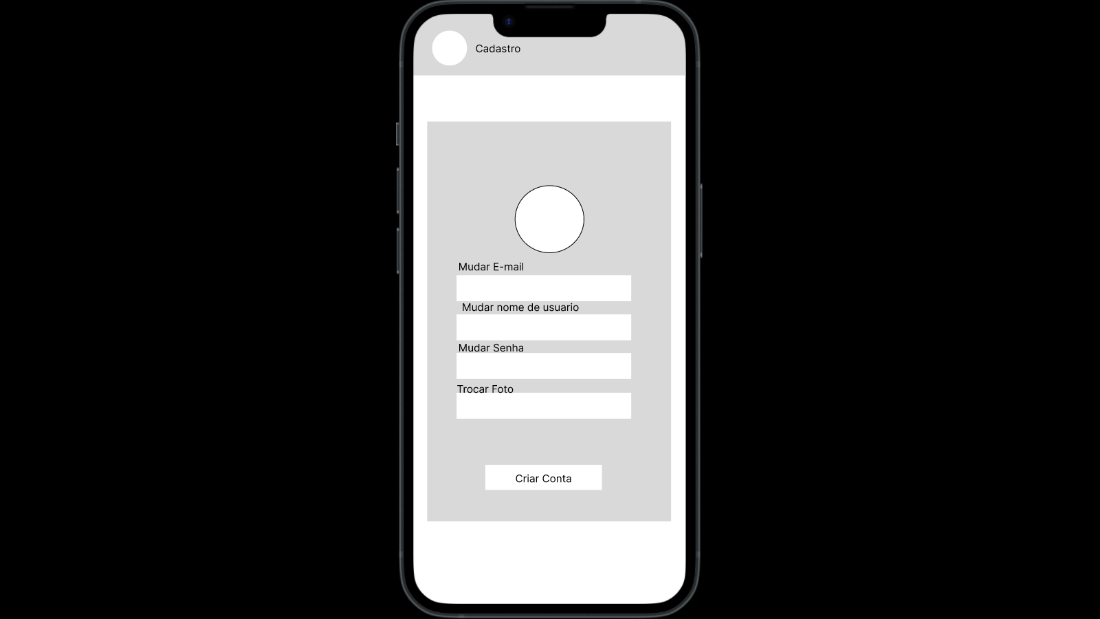 Cadastro
Mudar E-mail
Mudar nome de usuario
Mudar Senha
Trocar Foto
Criar Conta